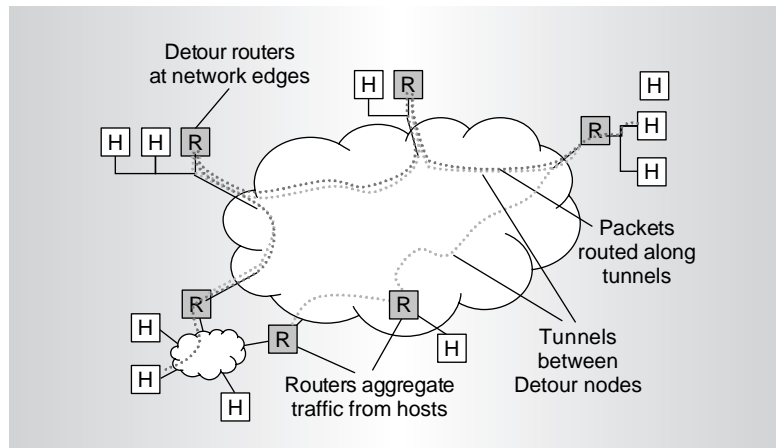 Detour routers
at network edges
H
R
H
H
H
R
R
H
H
Packets
routed along
tunnels
R
R
H
R
H
Tunnels
between
Detour nodes
H
H
Routers aggregate
traffic from hosts